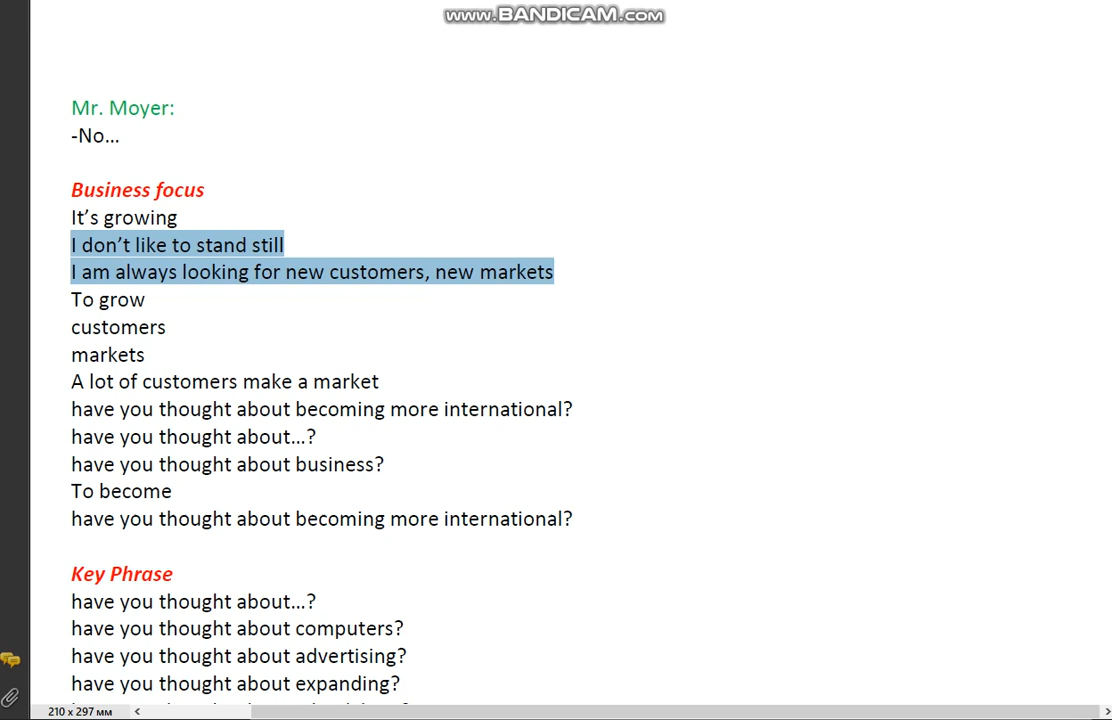 www.BANDICAM.com
Mr. Moyer:
-No…
Business focus
It’s growing
I don’t like to stand still
I am always looking for new customers, new markets
To grow
customers
markets
A lot of customers make a market
have you thought about becoming more international?
have you thought about…?
have you thought about business?
To become
have you thought about becoming more international?
Key Phrase
have you thought about…?
have you thought about computers?
have you thought about advertising?
have you thought about expanding?
210 x 297 мм